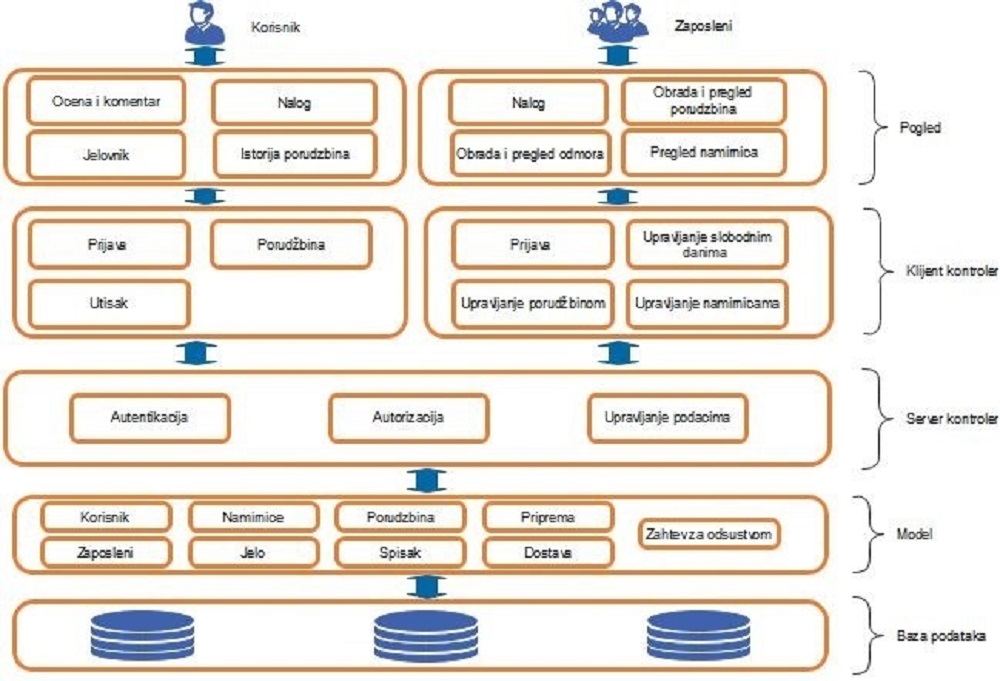 Korisnik
Zaposleni
Ocena i komentar
Nalog
Nalog
Obrada i pregled
porudzbina
Pogled
Jelovnik
Istorija porudzbina
Obrada i pregled odmora
Pregled namirnica
Prijava
Porudžbina
Prijava
Upravljanje slobodnim
danima
Klijent kontroler
Utisak
Upravljanje porudžbinom
Upravljanje namirnicama
Autentikacija
Autorizacija
Upravljanje podacima
Server kontroler
Korisnik
Namirnice
Porudzbina
Priprema
Zahtev za odsustvom
Model
Zaposleni
Jelo
Spisak
Dostava
Baza podataka